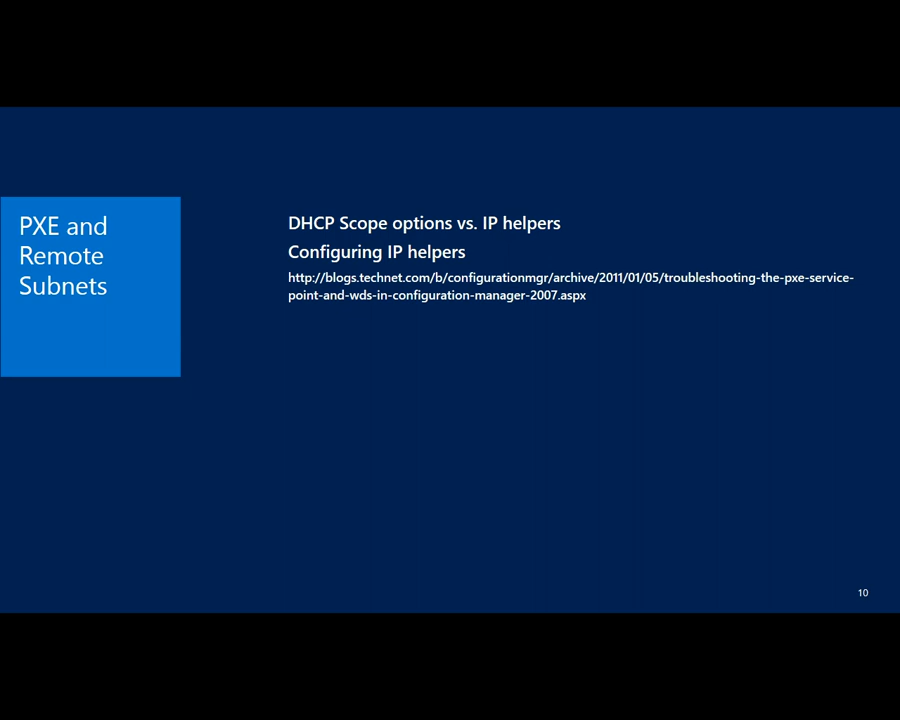 PXE and
Remote
Subnets
DHCP Scope options vs. IP helpers
Configuring IP helpers
http://blogs.technet.com/b/configurationmgr/archive/2011/01/05/troubleshooting-the-pxe-service-
point-and-wds-in-configuration-manager-2007.aspx
10